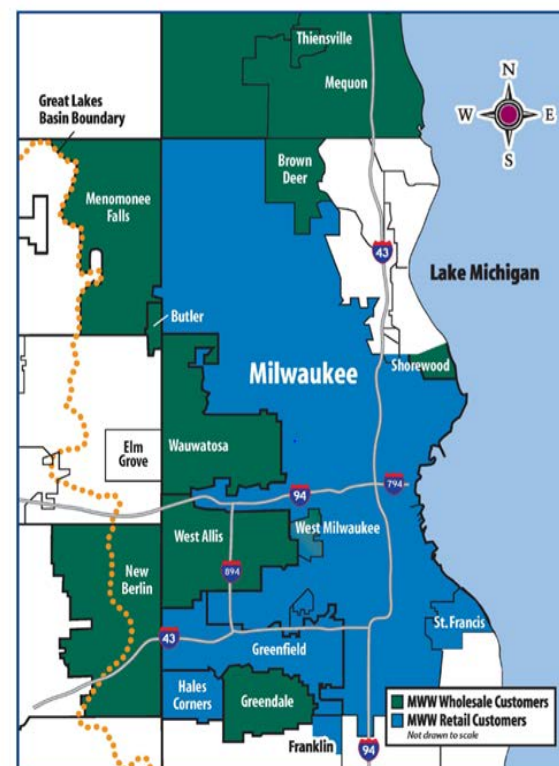 Thiensville
Mequon
N
W
E
S
Great Lakes
Basin Boundary
Brown
Deer
Menomonee
Falls
43
Lake Michigan
Butler
Shorewood
Milwaukee
Wauwatosa
Elm
Grove
94
794
West Allis
West Milwaukee
894
New
Berlin
St. Francis
43
Greenfield
Hales
Corners
Greendale
MWW Wholesale Customers
MWW Retail Customers
Not drawn to scale
Franklin
94